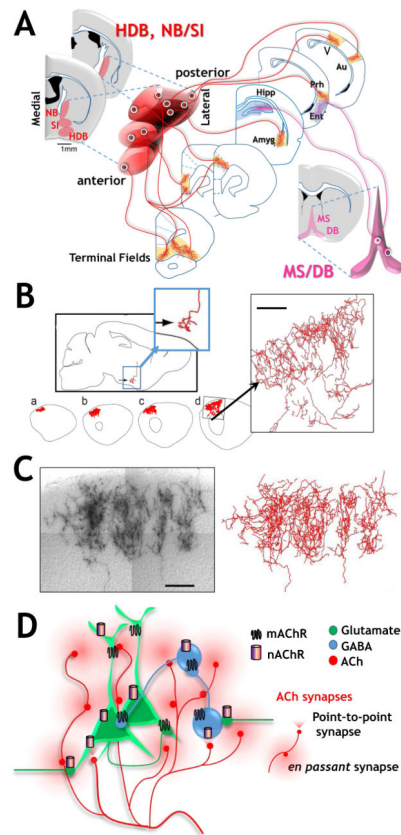 A
HDB, NB/SI
posterior
Medial
Lateral
NB
SI
HDB
1mm
anterior
Terminal Fields
V
Au
Hipp
Prh
Ent
Amyg
MS
DB
MS/DB
B
a
b
c
d
C
D
mAChR
nAChR
Glutamate
GABA
ACh
ACh synapses
Point-to-point
synapse
en passant synapse